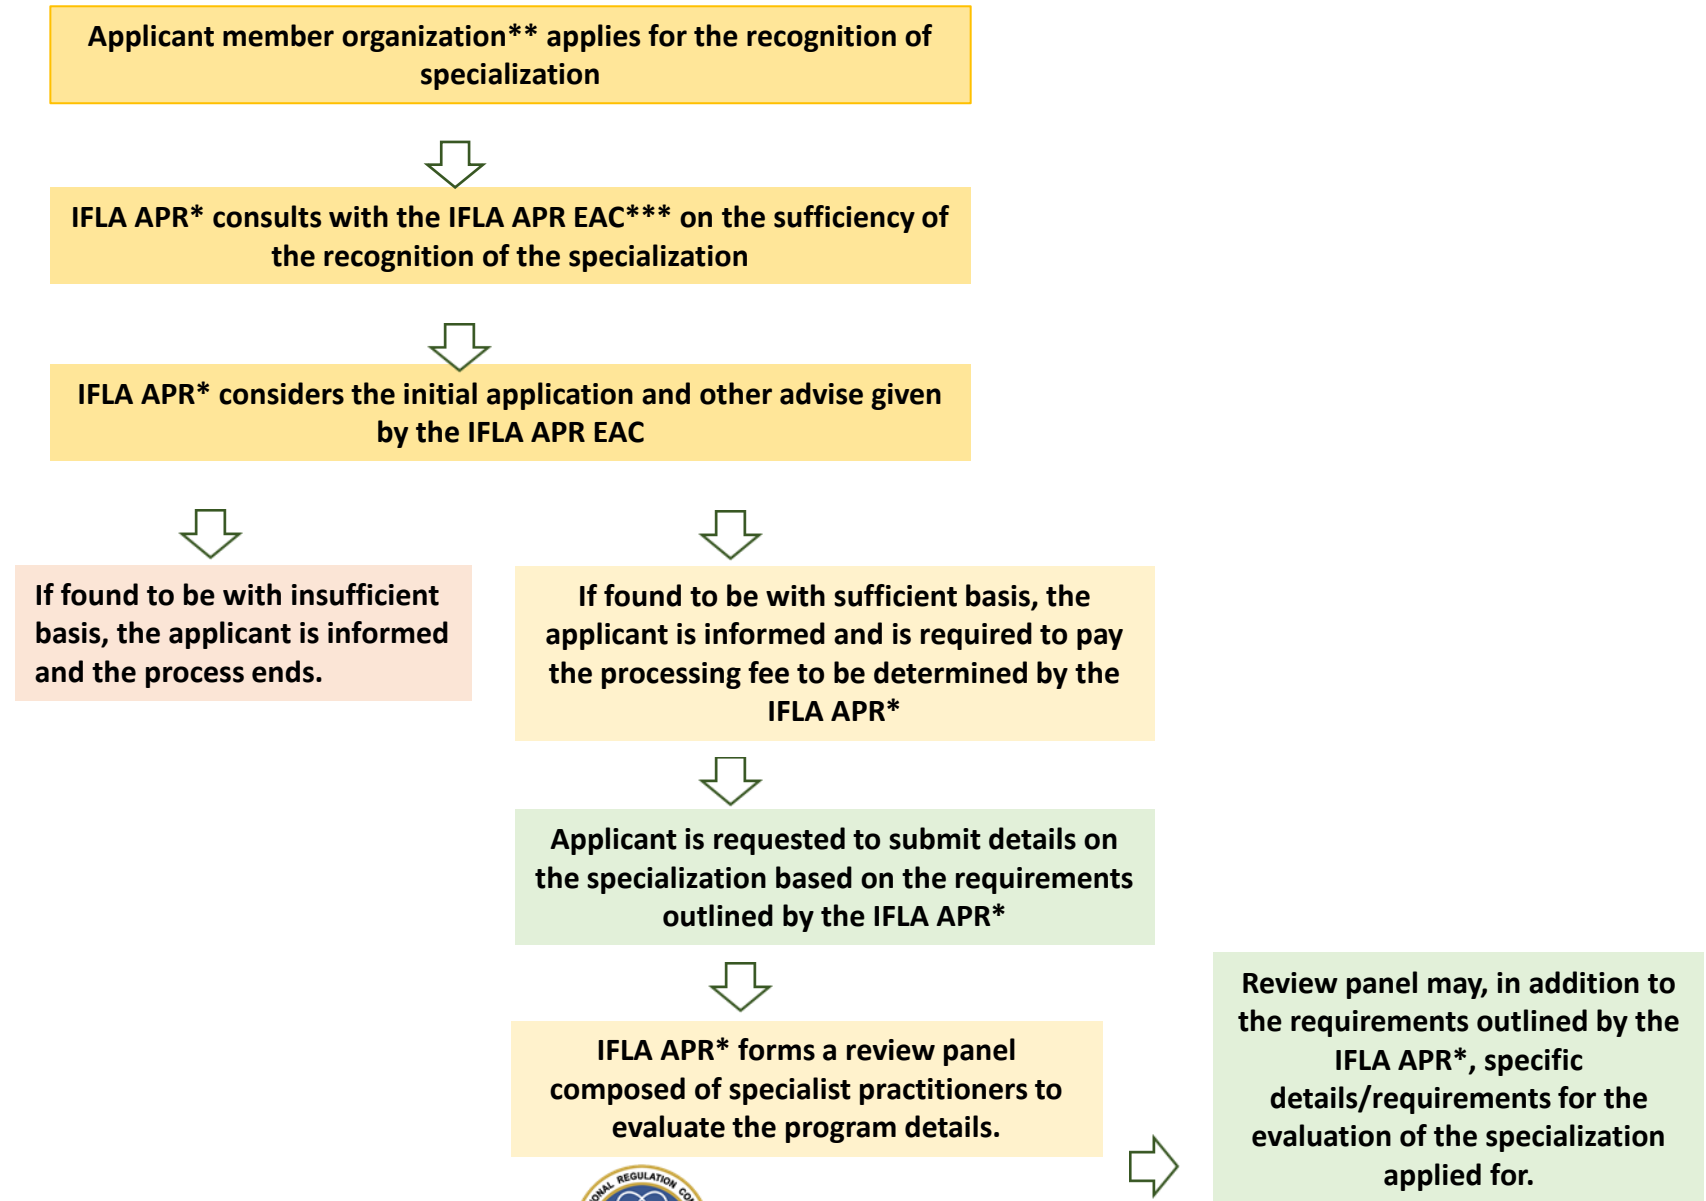 Applicant member organization** applies for the recognition of
specialization
IFLA APR* consults with the IFLA APR EAC*** on the sufficiency of
the recognition of the specialization
IFLA APR* considers the initial application and other advise given
by the IFLA APR EAC
If found to be with insufficient
basis, the applicant is informed
and the process ends.
If found to be with sufficient basis, the
applicant is informed and is required to pay
the processing fee to be determined by the
IFLA APR*
Applicant is requested to submit details on
the specialization based on the requirements
outlined by the IFLA APR*
IFLA APR* forms a review panel
composed of specialist practitioners to
evaluate the program details.
Review panel may, in addition to
the requirements outlined by the
IFLA APR*, specific
details/requirements for the
evaluation of the specialization
applied for.
REGULATION